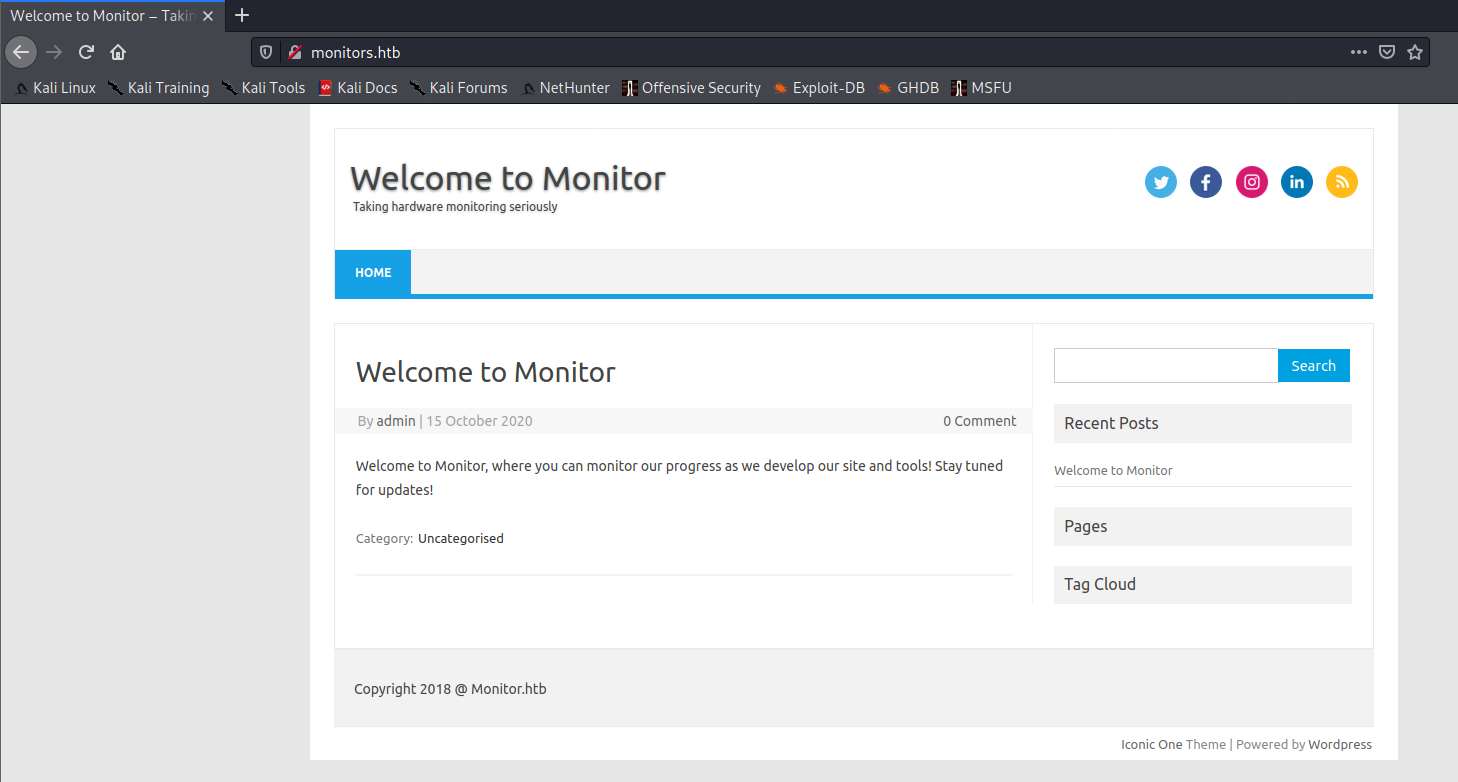 Welcome to Monitor – Takin
monitors.htb
Kali Linux Kali Training Kali Tools Kali Docs Kali Forums NetHunter Offensive Security Exploit-DB GHDB MSFU
Welcome to Monitor
Taking hardware monitoring seriously
HOME
Welcome to Monitor
By admin | 15 October 2020
0 Comment
Welcome to Monitor, where you can monitor our progress as we develop our site and tools! Stay tuned
for updates!
Category: Uncategorised
Search
Recent Posts
Welcome to Monitor
Pages
Tag Cloud
Copyright 2018 @ Monitor.htb
Iconic One Theme | Powered by Wordpress